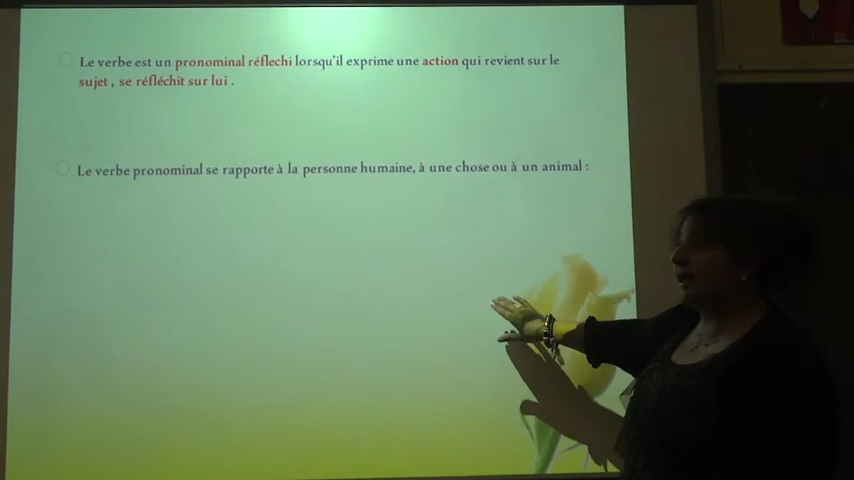 Le verbe est un pronominal réflechi lorsqu'il exprime une action qui revient sur le
sujet , se réfléchit sur lui .
Le verbe pronominal se rapporte à la personne humaine, à une chose ou à un animal :